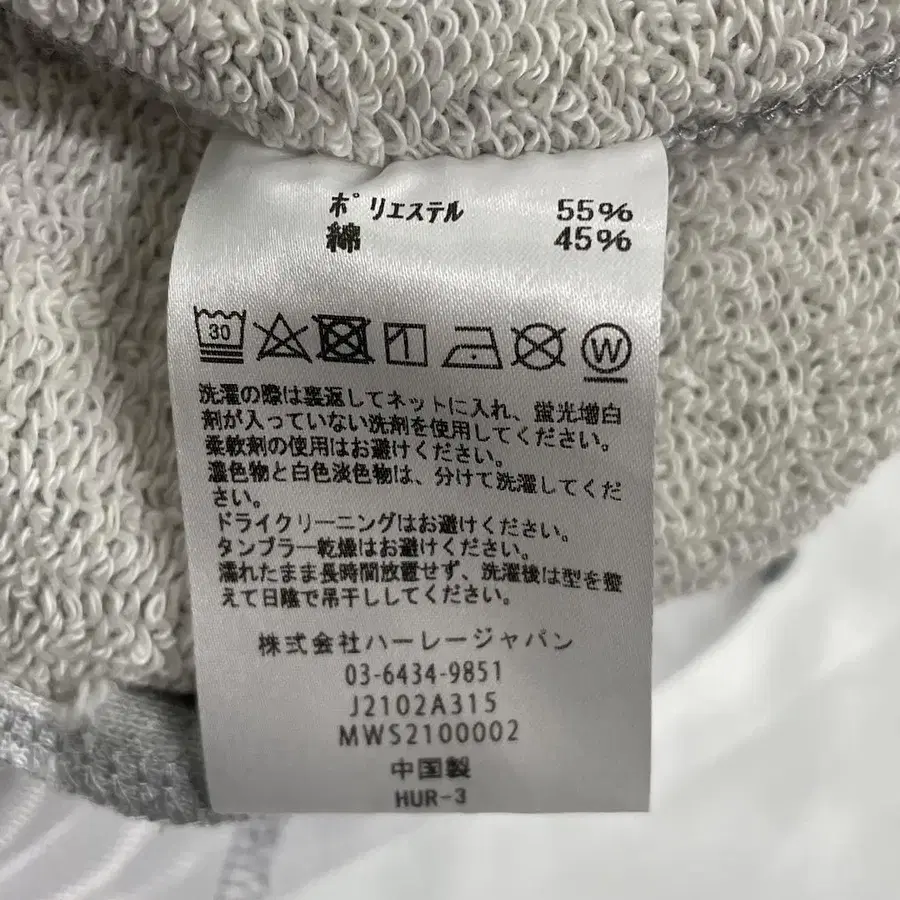 ポリエステル 55%
綿 45%
30
W
洗濯の際は裏返してネットに入れ、蛍光増白
剤が入っていない洗剤を使用してください。
柔軟剤の使用はお避けください。
濃色物と白色淡色物は、分けて洗濯してくだ
さい。
ドライクリーニングはお避けください。
タンブラー乾燥はお避けください。
濡れたまま長時間放置せず、洗濯後は型を整
えて日陰で吊干ししてください。
株式会社ハーレージャパン
03-6434-9851
J2102A315
MWS2100002
中国製
HUR-3